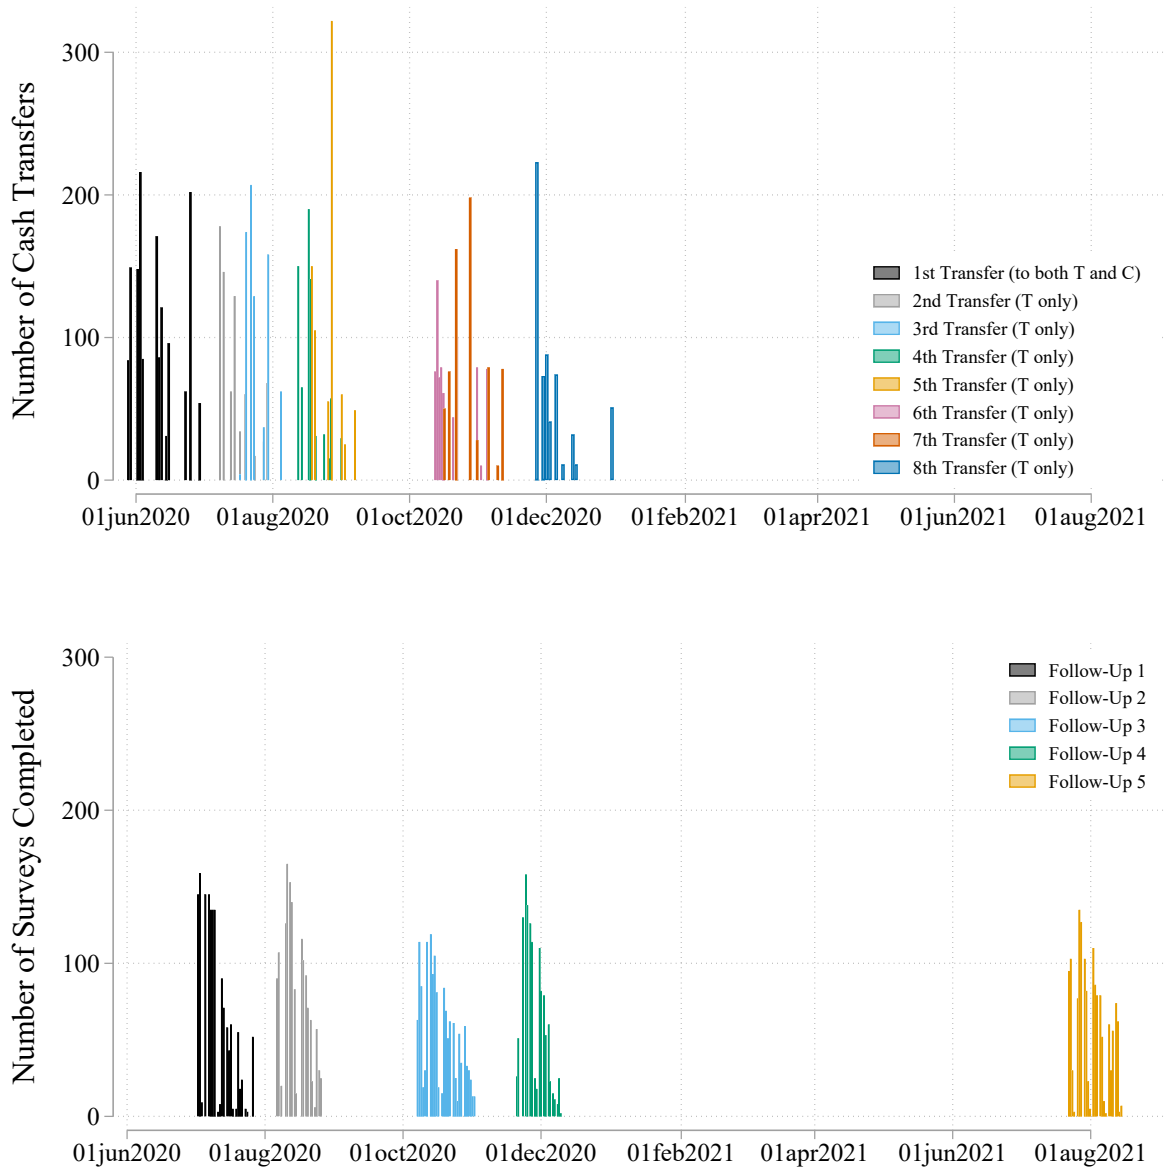 Number of Cash Transfers
300
200
100
0
1st Transfer (to both T and C)
2nd Transfer (T only)
3rd Transfer (T only)
4th Transfer (T only)
5th Transfer (T only)
6th Transfer (T only)
7th Transfer (T only)
8th Transfer (T only)
01jun2020 01aug2020 01oct2020 01dec2020 01feb2021 01apr2021 01jun2021 01aug2021
Number of Surveys Completed
300
200
100
0
Follow-Up 1
Follow-Up 2
Follow-Up 3
Follow-Up 4
Follow-Up 5
01jun2020 01aug2020 01oct2020 01dec2020 01feb2021 01apr2021 01jun2021 01aug2021